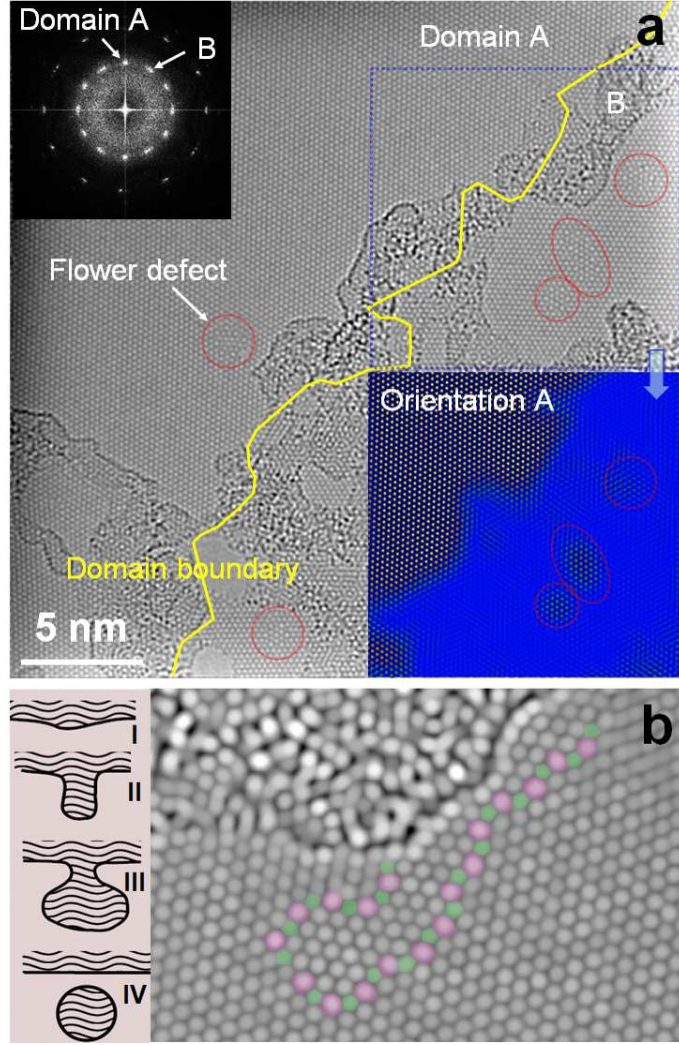 Domain A
B
Domain A
a
B
Flower defect
Orientation A
Domain boundary
5 nm
b
I
II
III
IV